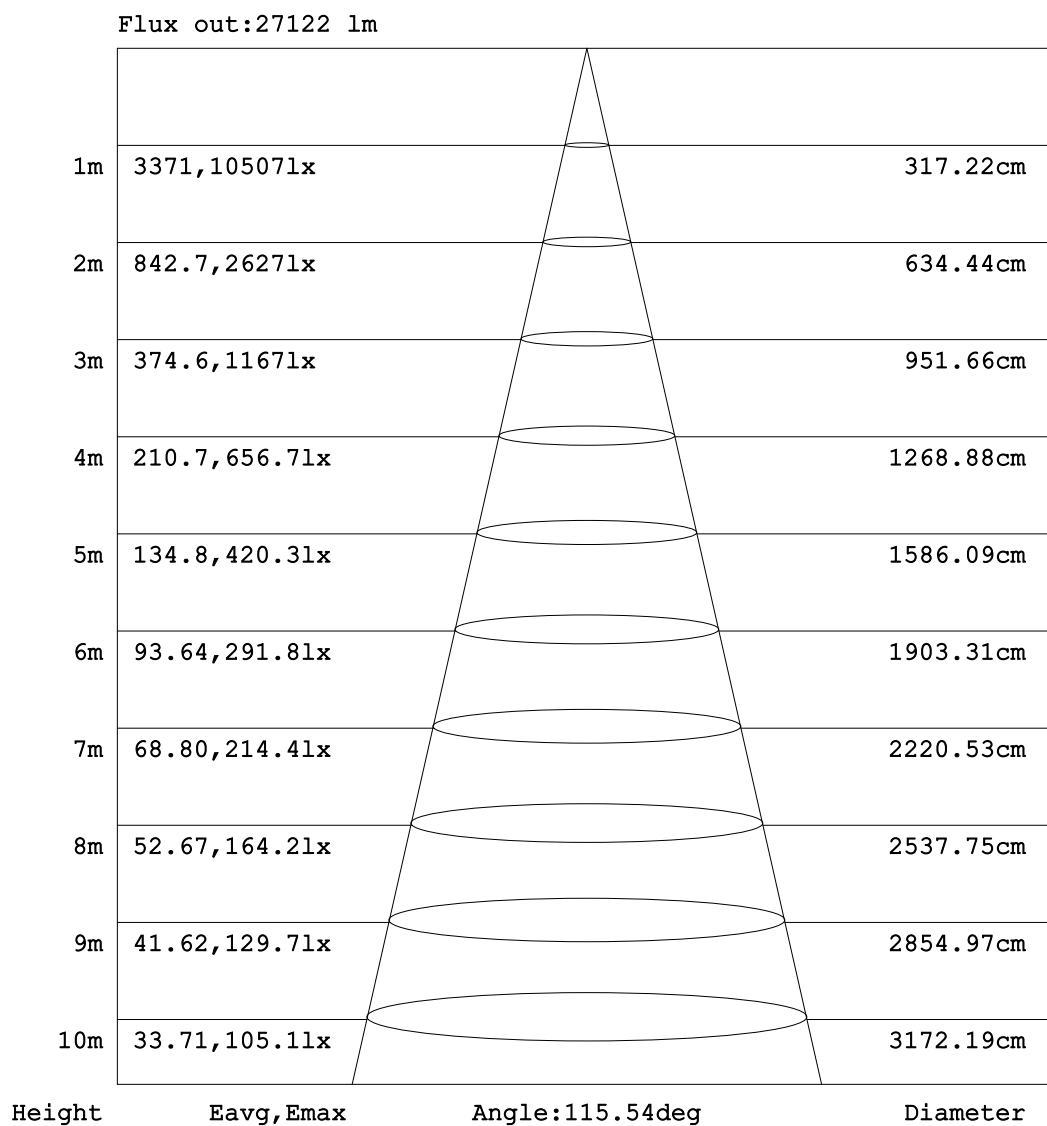 Flux out:27122 lm
1m 3371,10507lx 317.22cm
2m 842.7,2627lx 634.44cm
3m 374.6,1167lx 951.66cm
4m 210.7,656.7lx 1268.88cm
5m 134.8,420.3lx 1586.09cm
6m 93.64,291.8lx 1903.31cm
7m 68.80,214.4lx 2220.53cm
8m 52.67,164.2lx 2537.75cm
9m 41.62,129.7lx 2854.97cm
10m 33.71,105.1lx 3172.19cm
Height Eavg,Emax Angle:115.54deg Diameter